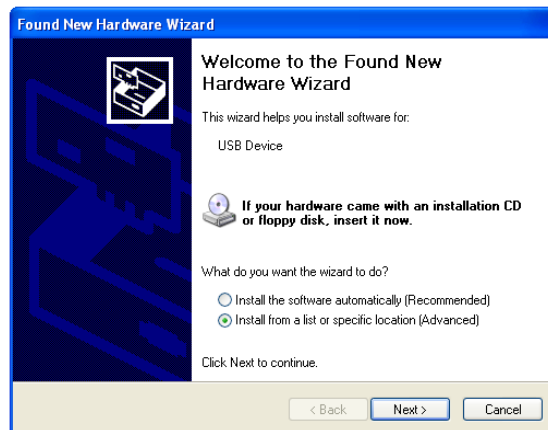 Found New Hardware Wizard
Welcome to the Found New
Hardware Wizard
This wizard helps you install software for:
USB Device
If your hardware came with an installation CD
or floppy disk, insert it now.
What do you want the wizard to do?
Install the software automatically (Recommended)
Install from a list or specific location (Advanced)
Click Next to continue.
< Back
Next >
Cancel